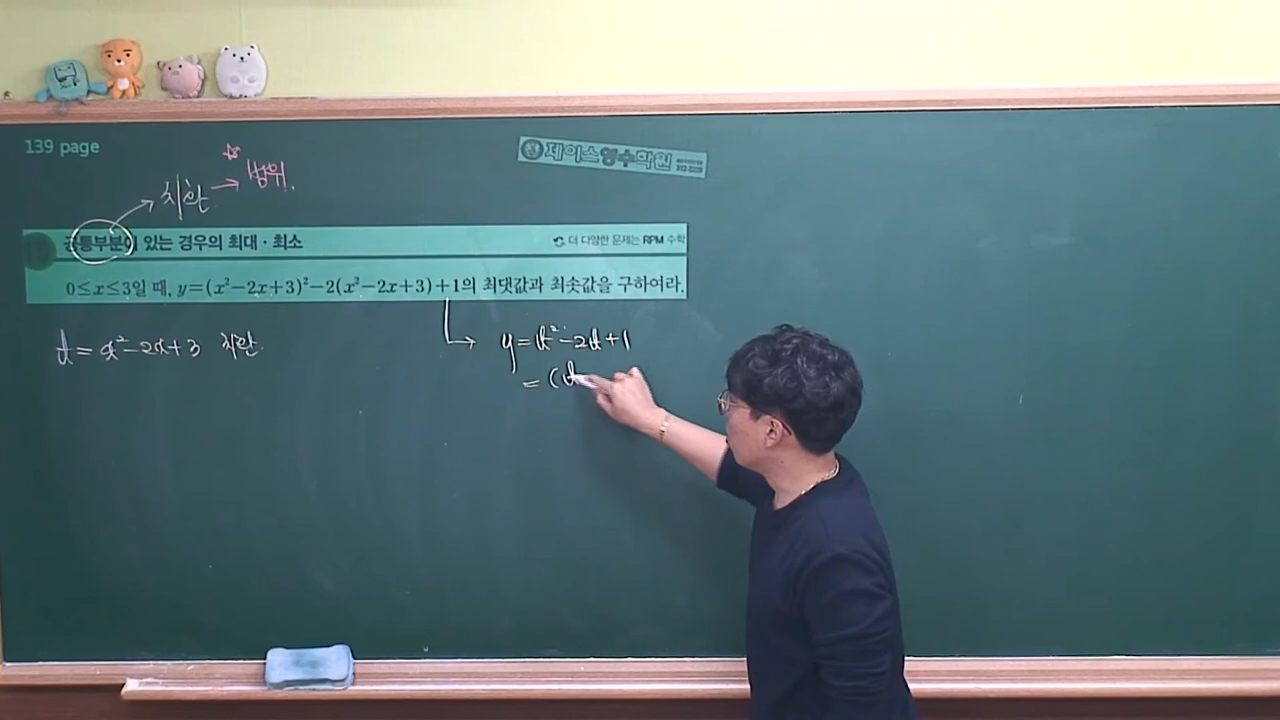 139 page
제이스영수학원
치환 → 범위.
공통부분이 있는 경우의 최대 · 최소
더 다양한 문제는 RPM 수학
0≤x≤3일 때, y=(x²−2x+3)²−2(x²−2x+3)+1의 최댓값과 최솟값을 구하여라.
t=x²−2x+3 치환.
y=t²−2t+1
=(t